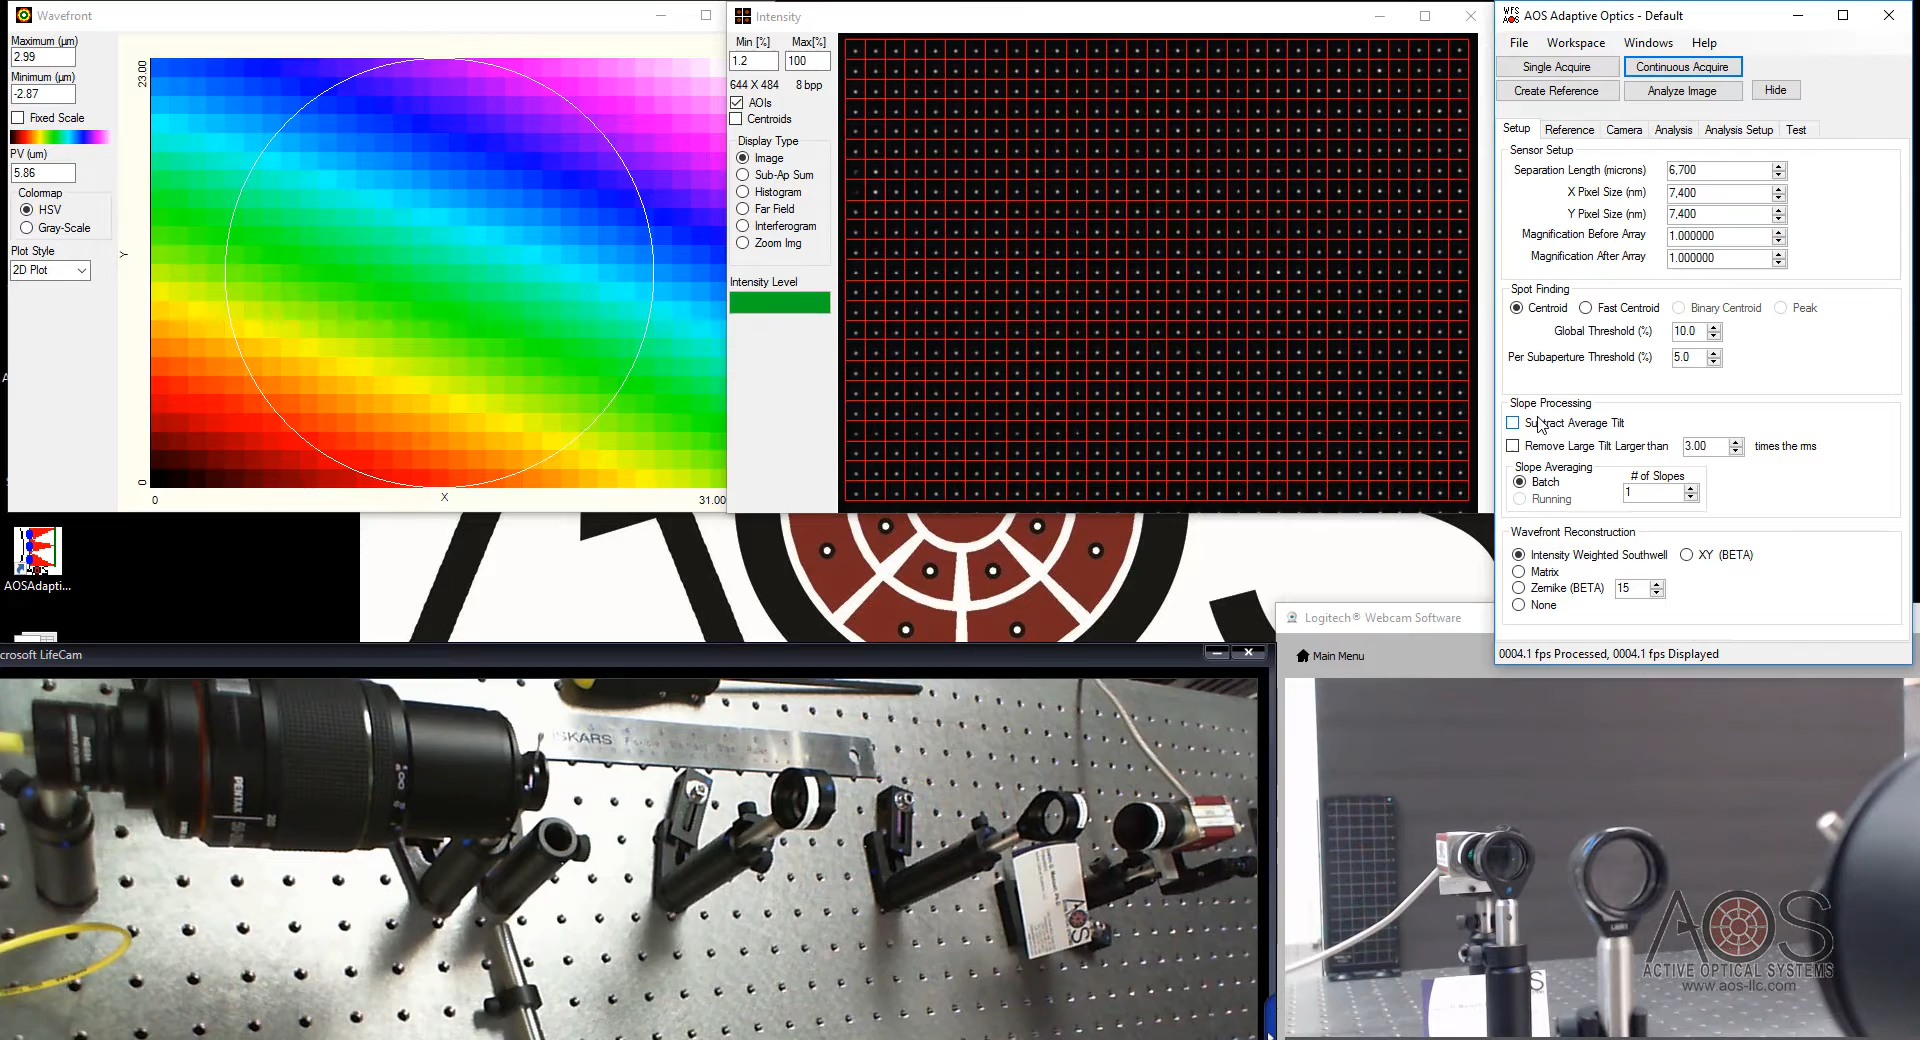 Wavefront
Maximum (µm)
2.99
Minimum (µm)
-2.87
Fixed Scale
PV (um)
5.86
Colormap
HSV
Gray-Scale
Plot Style
2D Plot
23.00
Y
0
0
X
31.00
Intensity
Min [%]
Max[%]
1.2
100
644 X 484
8 bpp
AOIs
Centroids
Display Type
Image
Sub-Ap Sum
Histogram
Far Field
Interferogram
Zoom Img
Intensity Level
WFS
AOS
AOS Adaptive Optics - Default
File
Workspace
Windows
Help
Single Acquire
Continuous Acquire
Create Reference
Analyze Image
Hide
Setup
Reference
Camera
Analysis
Analysis Setup
Test
Sensor Setup
Separation Length (microns)
6,700
X Pixel Size (nm)
7,400
Y Pixel Size (nm)
7,400
Magnification Before Array
1.000000
Magnification After Array
1.000000
Spot Finding
Centroid
Fast Centroid
Binary Centroid
Peak
Global Threshold (%)
10.0
Per Subaperture Threshold (%)
5.0
Slope Processing
Subtract Average Tilt
Remove Large Tilt Larger than
3.00
times the rms
Slope Averaging
Batch
Running
# of Slopes
1
Wavefront Reconstruction
Intensity Weighted Southwell
XY (BETA)
Matrix
Zernike (BETA)
15
None
0004.1 fps Processed, 0004.1 fps Displayed
AOSAdapti...
Logitech® Webcam Software
Main Menu
crosoft LifeCam
PENTAX
AOS
AOS
ACTIVE OPTICAL SYSTEMS
www.aos-llc.com